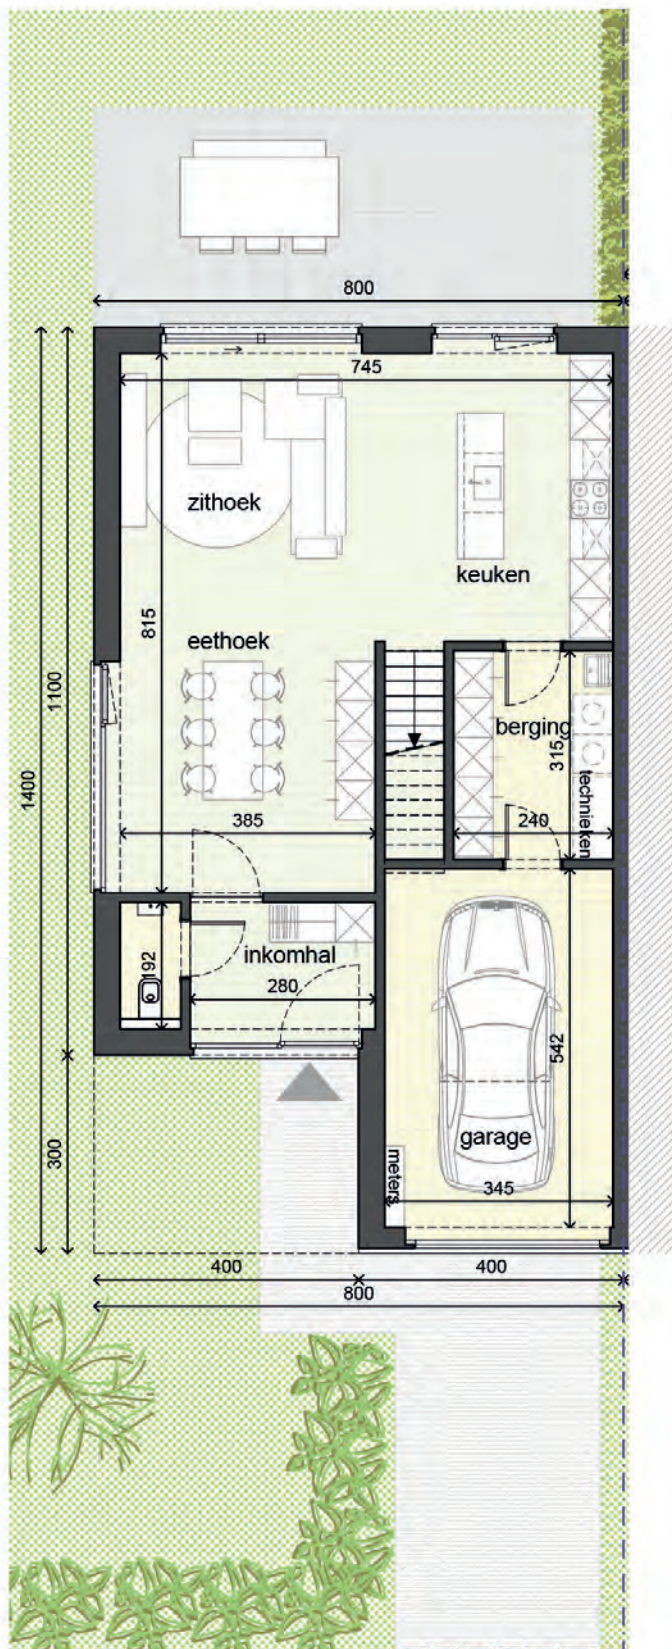 800
745
zithoek
keuken
815
eethoek
1100
1400
berging
315
technieken
385
240
192
inkomhal
280
542
garage
meters
345
300
400
400
800